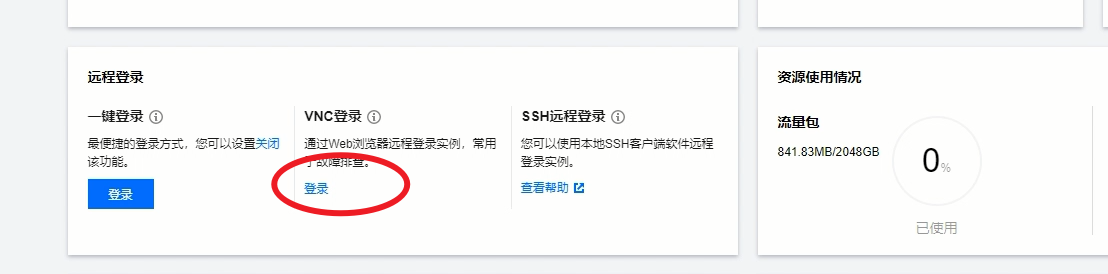 远程登录
一键登录
最便捷的登录方式，您可以设置关闭
该功能。
登录
VNC登录
通过Web浏览器远程登录实例，常用
于故障排查。
登录
SSH远程登录
您可以使用本地SSH客户端软件远程
登录实例。
查看帮助
资源使用情况
流量包
841.83MB/2048GB
0%
已使用